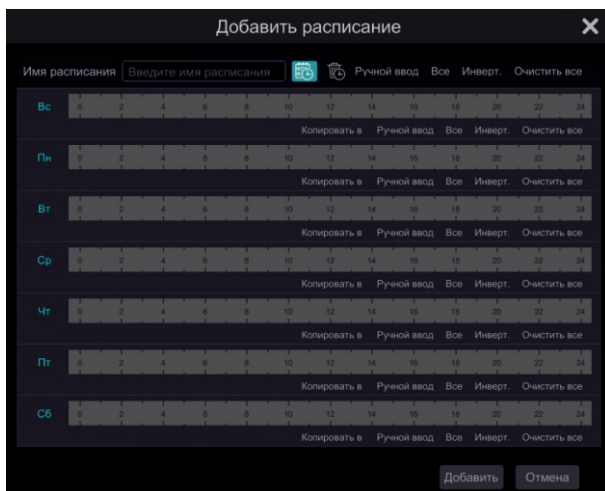 Добавить расписание
Имя расписания Введите имя расписания Ручной ввод Все Инверт. Очистить все
Вс 0 2 4 6 8 10 12 14 16 18 20 22 24
Копировать в Ручной ввод Все Инверт. Очистить все
Пн 0 2 4 6 8 10 12 14 16 18 20 22 24
Копировать в Ручной ввод Все Инверт. Очистить все
Вт 0 2 4 6 8 10 12 14 16 18 20 22 24
Копировать в Ручной ввод Все Инверт. Очистить все
Ср 0 2 4 6 8 10 12 14 16 18 20 22 24
Копировать в Ручной ввод Все Инверт. Очистить все
Чт 0 2 4 6 8 10 12 14 16 18 20 22 24
Копировать в Ручной ввод Все Инверт. Очистить все
Пт 0 2 4 6 8 10 12 14 16 18 20 22 24
Копировать в Ручной ввод Все Инверт. Очистить все
Сб 0 2 4 6 8 10 12 14 16 18 20 22 24
Копировать в Ручной ввод Все Инверт. Очистить все
Добавить Отмена